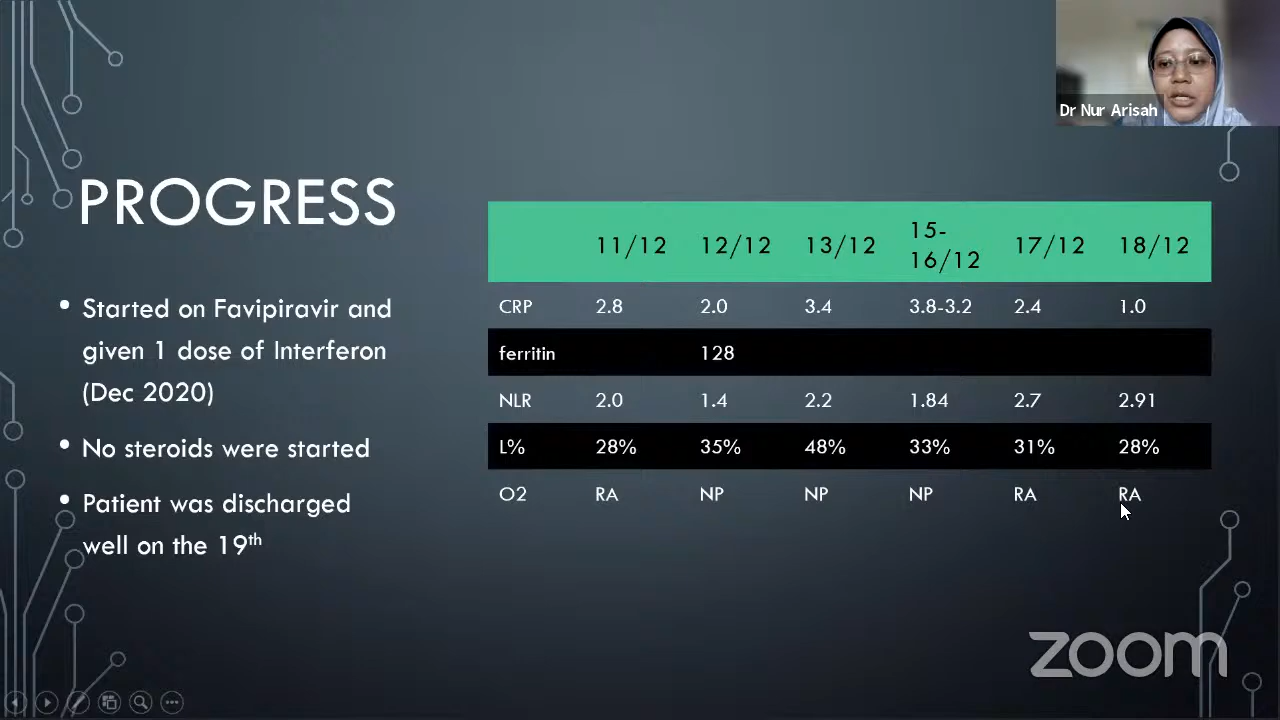 Dr Nur Arisah
PROGRESS
• Started on Favipiravir and
given 1 dose of Interferon
(Dec 2020)
• No steroids were started
• Patient was discharged
well on the 19th
11/12 12/12 13/12 15-16/12 17/12 18/12
CRP 2.8 2.0 3.4 3.8-3.2 2.4 1.0
ferritin 128
NLR 2.0 1.4 2.2 1.84 2.7 2.91
L% 28% 35% 48% 33% 31% 28%
O2 RA NP NP NP RA RA
zoom